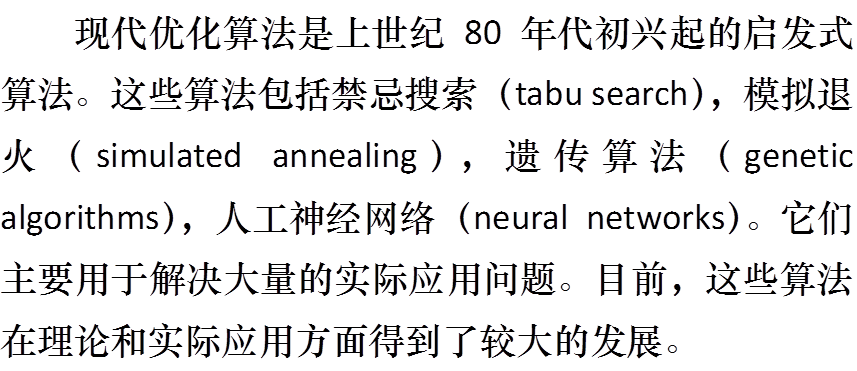 现代优化算法是上世纪 80 年代初兴起的启发式
算法。这些算法包括禁忌搜索（tabu search），模拟退
火（simulated annealing），遗传算法（genetic
algorithms），人工神经网络（neural networks）。它们
主要用于解决大量的实际应用问题。目前，这些算法
在理论和实际应用方面得到了较大的发展。